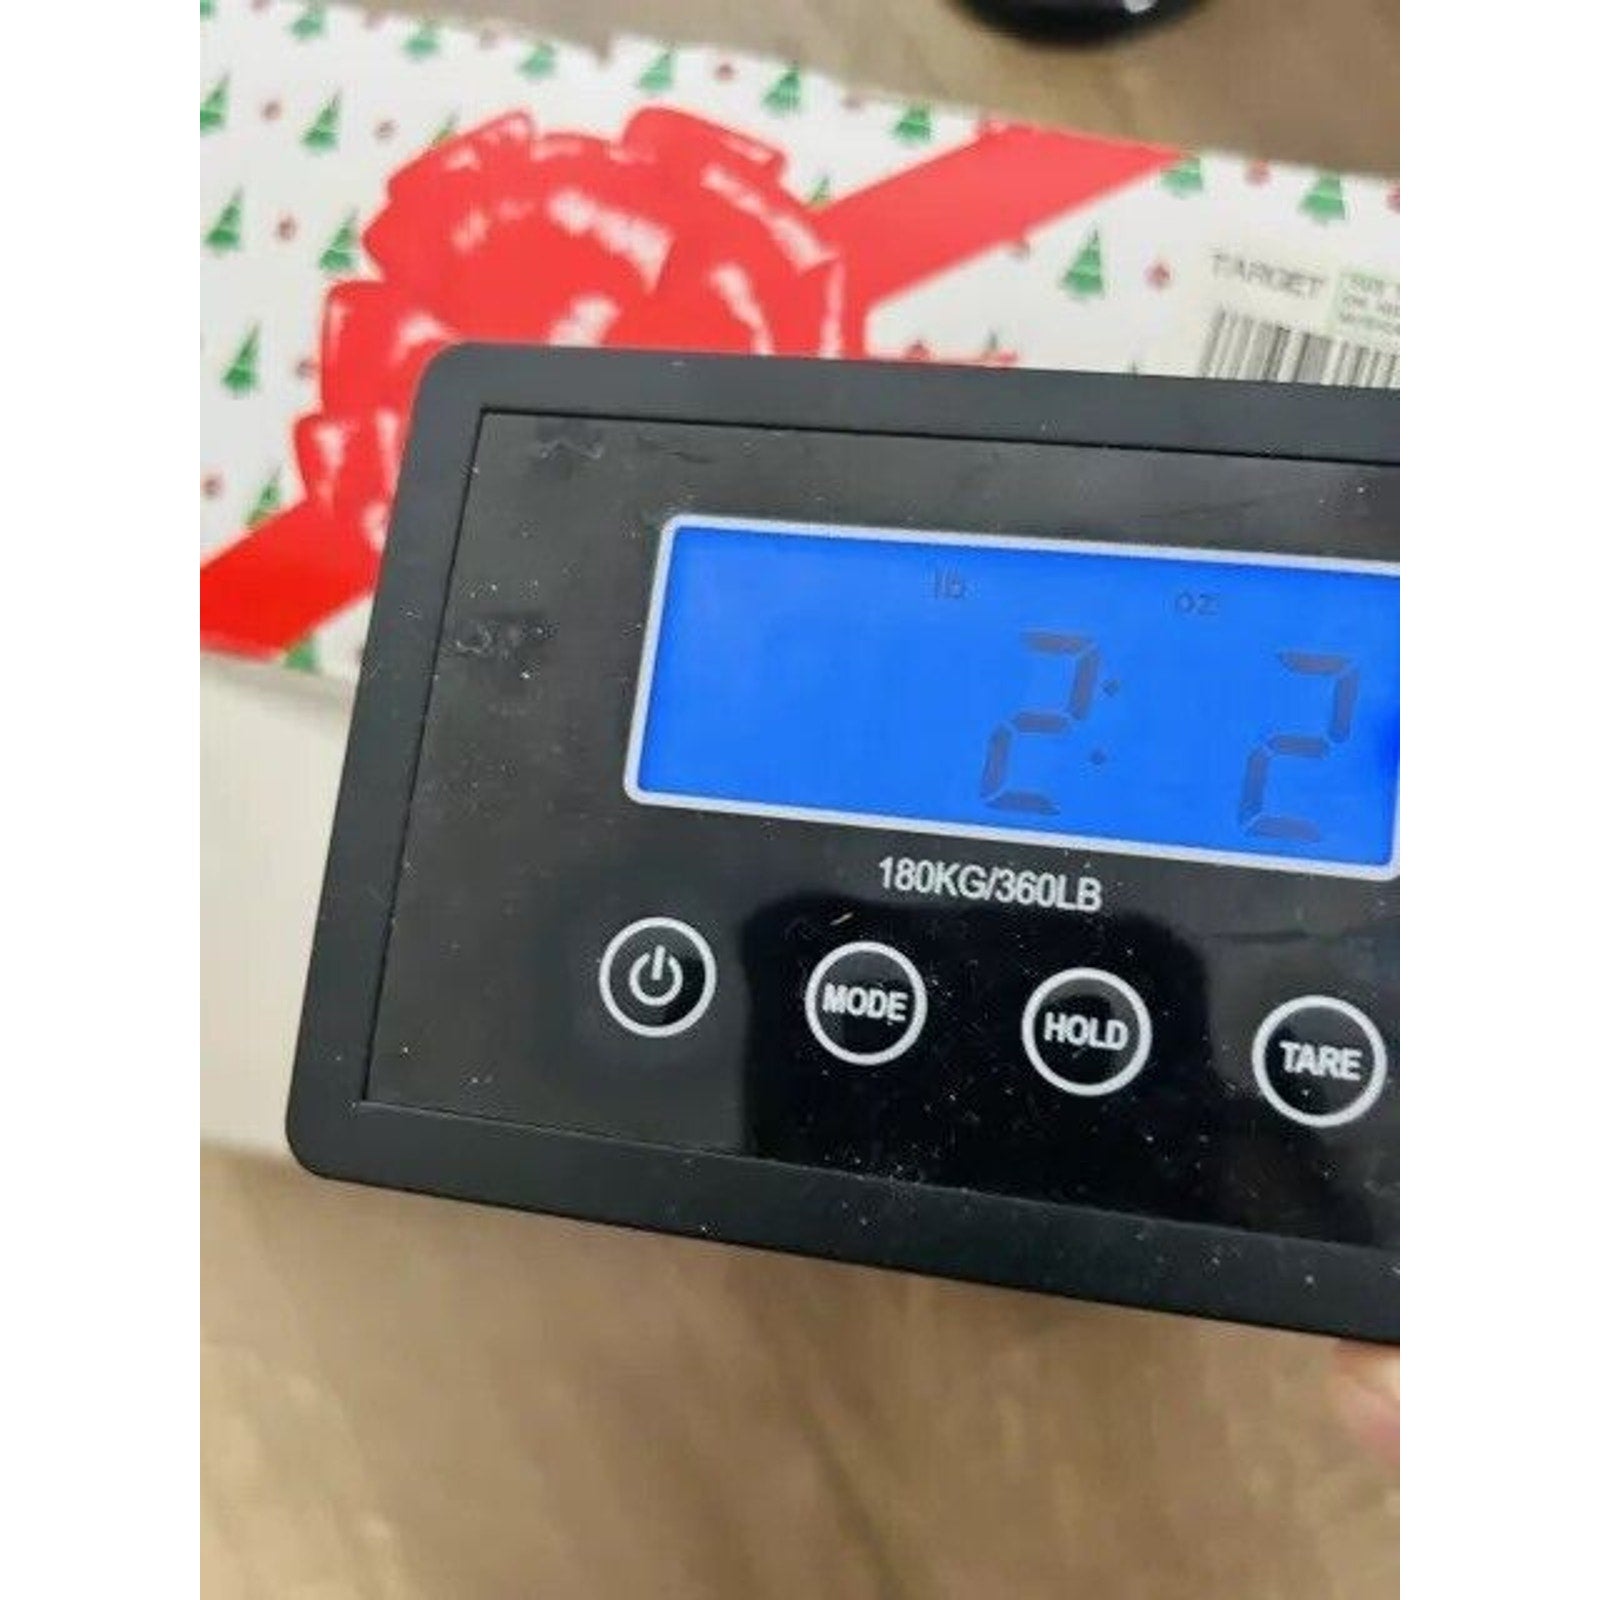 TARGET
lb oz
2: 2
180KG/360LB
MODE HOLD TARE